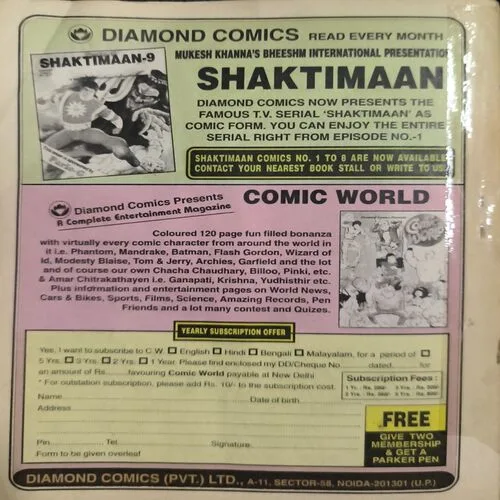 DIAMOND COMICS READ EVERY MONTH
MUKESH KHANNA'S BHEESHM INTERNATIONAL PRESENTATION
SHAKTIMAAN-9
SHAKTIMAAN
DIAMOND COMICS NOW PRESENTS THE
FAMOUS T.V. SERIAL 'SHAKTIMAAN' AS
COMIC FORM. YOU CAN ENJOY THE ENTIRE
SERIAL RIGHT FROM EPISODE NO.-1
SHAKTIMAAN COMICS NO. 1 TO 8 ARE NOW AVAILABLE
CONTACT YOUR NEAREST BOOK STALL OR WRITE TO US
Diamond Comics Presents
A Complete Entertainment Magazine
COMIC WORLD
Coloured 120 page fun filled bonanza
with virtually every comic character from around the world in
it i.e. Phantom, Mandrake, Batman, Flash Gordon, Wizard of
Id, Modesty Blaise, Tom & Jerry, Archies, Garfield and the lot
and of course our own Chacha Chaudhary, Billoo, Pinki, etc.
& Amar Chitrakathayen i.e. Ganapati, Krishna, Yudhisthir etc.
Plus information and entertainment pages on World News,
Cars & Bikes, Sports, Films, Science, Amazing Records, Pen
Friends and a lot many contest and Quizes.
YEARLY SUBSCRIPTION OFFER
Yes, I want to subscribe to C.W. English Hindi Bengali Malayalam, for a period of
5 Yrs. 3 Yrs. 2 Yrs. 1 Year. Please find enclosed my DD/Cheque No. dated for
an amount of Rs. favouring Comic World payable at New Delhi
* For outstation subscription, please add Rs. 10/- to the subscription cost.
Subscription Fees :
Name Date of birth
Address
Pin Tel. Signature
Form to be given overleaf
FREE
GIVE TWO
MEMBERSHIP
& GET A
PARKER PEN
DIAMOND COMICS (PVT.) LTD., A-11, SECTOR-58, NOIDA-201301 (U.P.)